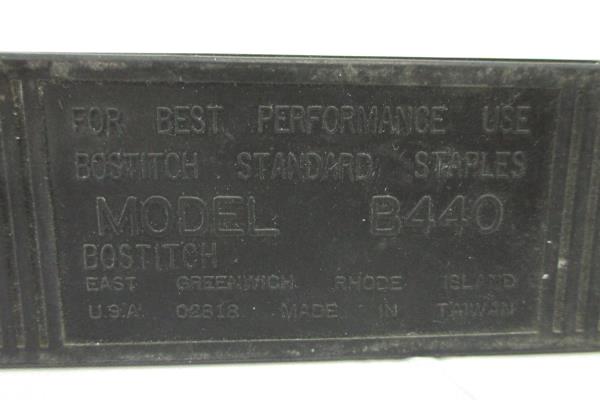 FOR BEST PERFORMANCE USE
BOSTITCH STANDARD STAPLES
MODEL B440
BOSTITCH
EAST GREENWICH RHODE ISLAND
U.S.A. 02818 MADE IN TAIWAN